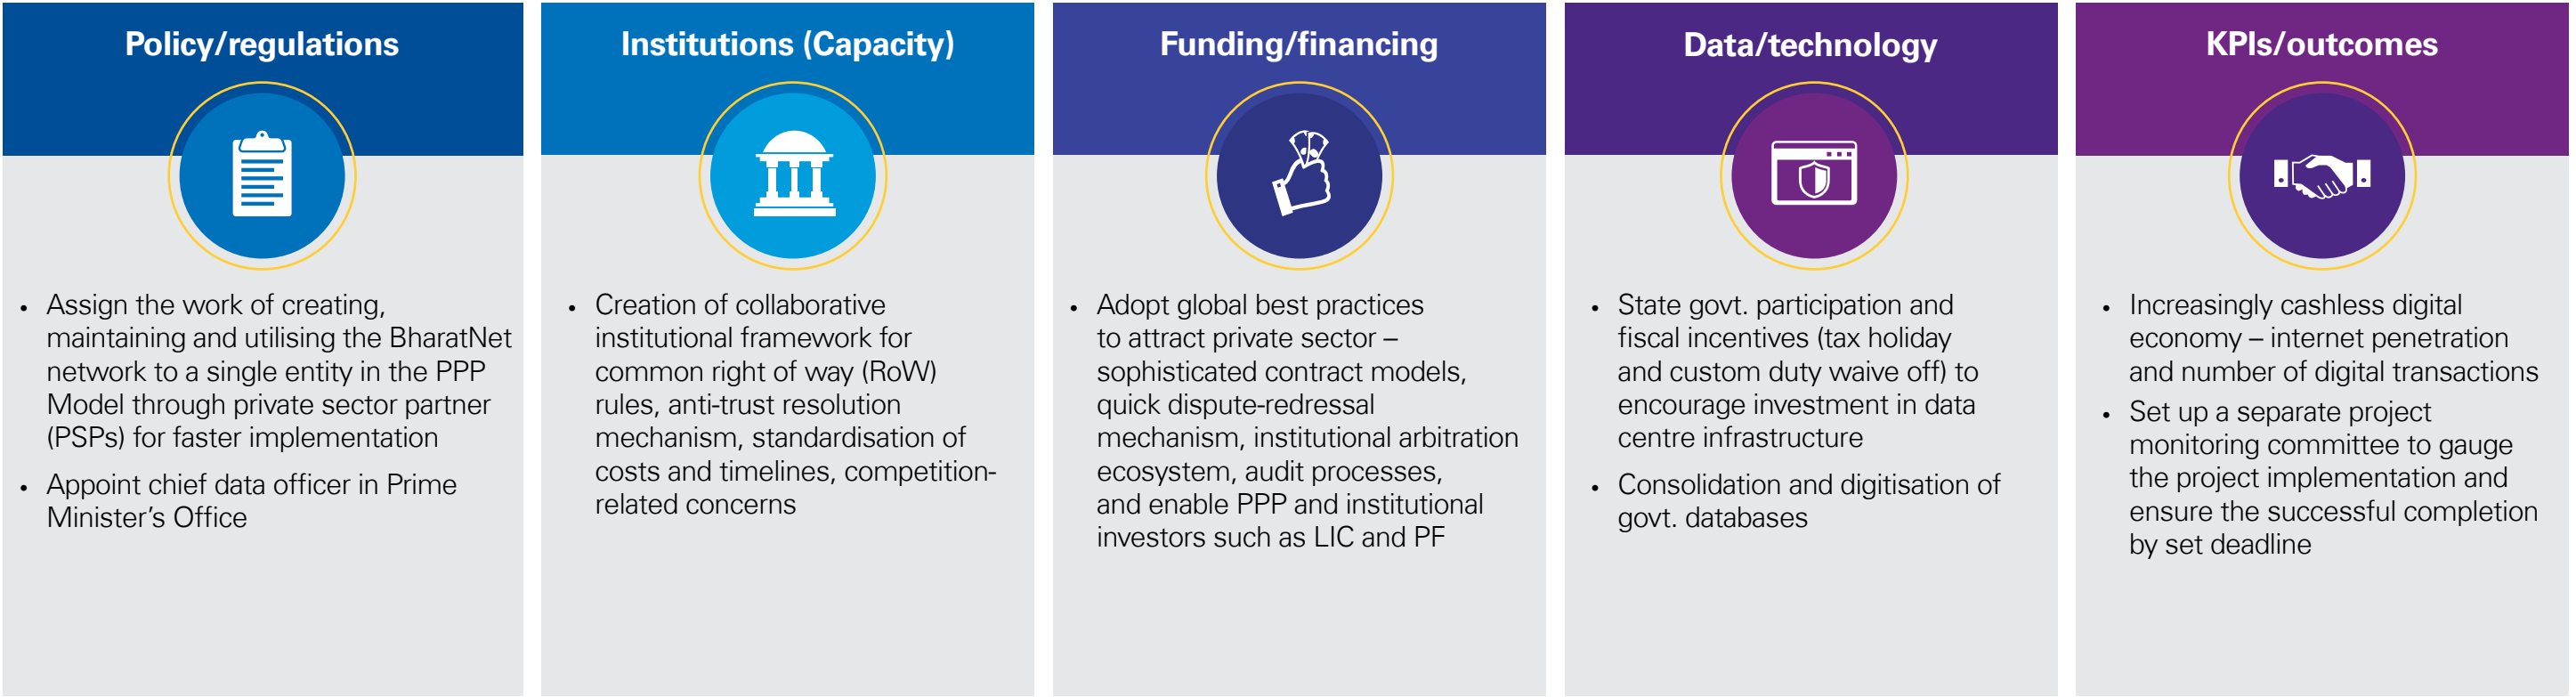 Policy/regulations
• Assign the work of creating,
maintaining and utilising the BharatNet
network to a single entity in the PPP
Model through private sector partner
(PSPs) for faster implementation
• Appoint chief data officer in Prime
Minister’s Office
Institutions (Capacity)
• Creation of collaborative
institutional framework for
common right of way (RoW)
rules, anti-trust resolution
mechanism, standardisation of
costs and timelines, competition-
related concerns
Funding/financing
• Adopt global best practices
to attract private sector –
sophisticated contract models,
quick dispute-redressal
mechanism, institutional arbitration
ecosystem, audit processes,
and enable PPP and institutional
investors such as LIC and PF
Data/technology
• State govt. participation and
fiscal incentives (tax holiday
and custom duty waive off) to
encourage investment in data
centre infrastructure
• Consolidation and digitisation of
govt. databases
KPIs/outcomes
• Increasingly cashless digital
economy – internet penetration
and number of digital transactions
• Set up a separate project
monitoring committee to gauge
the project implementation and
ensure the successful completion
by set deadline